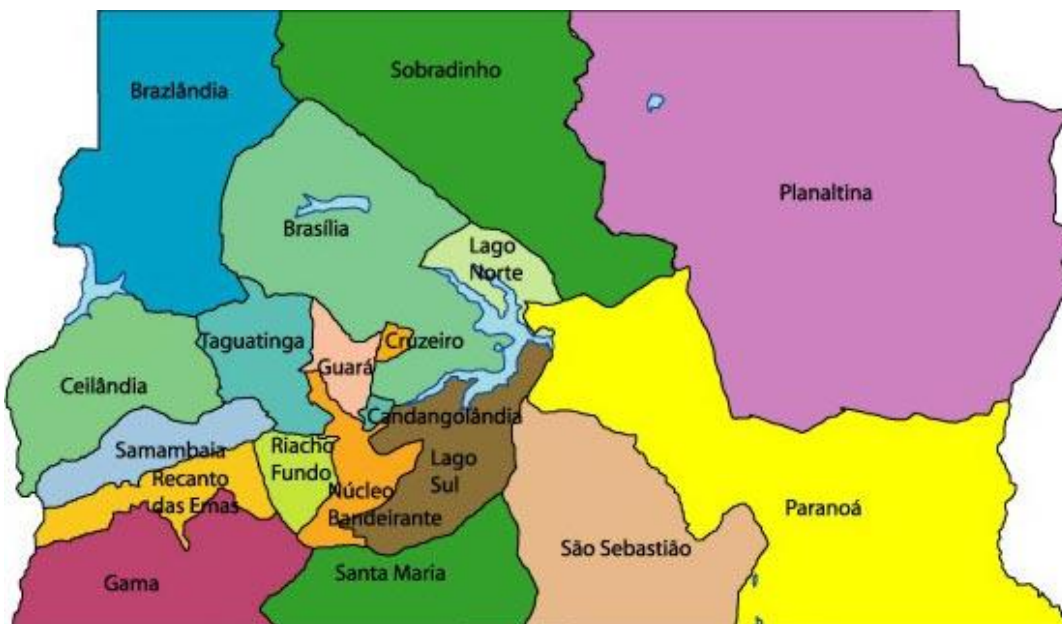 Sobradinho
Brazlândia
Planaltina
Brasília
Lago
Norte
Taguatinga
Cruzeiro
Guará
Ceilândia
Candangolândia
Samambaia
Riacho
Fundo
Lago
Sul
Recanto
das Emas
Núcleo
Bandeirante
Paranoá
São Sebastião
Santa Maria
Gama